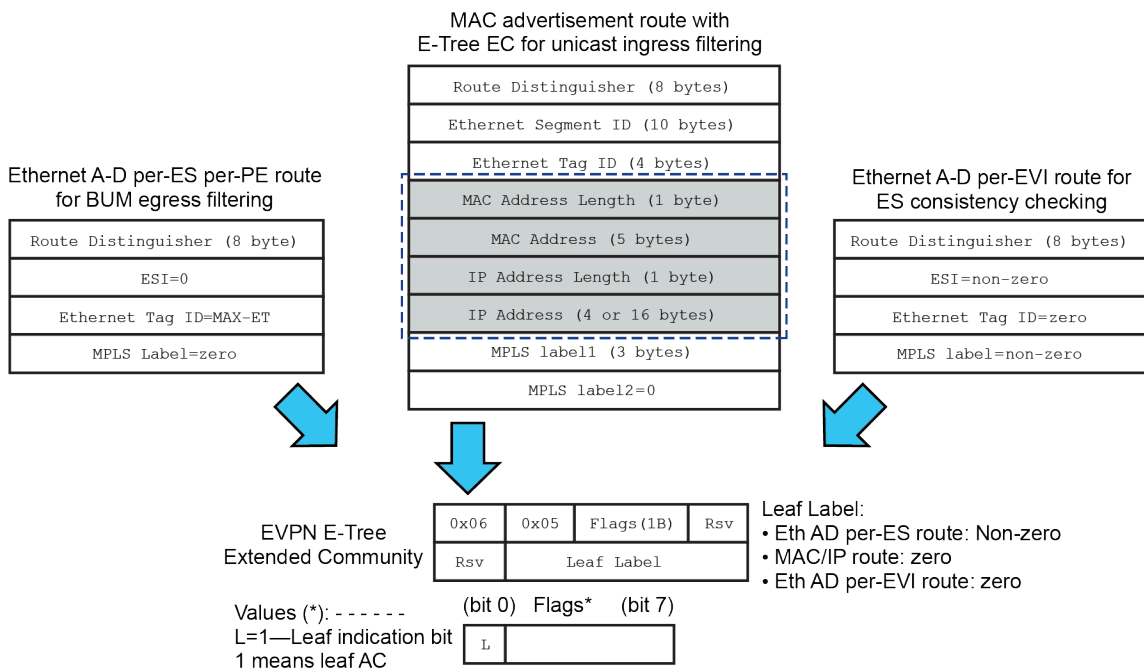 MAC advertisement route with
E-Tree EC for unicast ingress filtering
Route Distinguisher (8 bytes)
Ethernet Segment ID (10 bytes)
Ethernet Tag ID (4 bytes)
MAC Address Length (1 byte)
MAC Address (5 bytes)
IP Address Length (1 byte)
IP Address (4 or 16 bytes)
MPLS label1 (3 bytes)
MPLS label2=0
Ethernet A-D per-ES per-PE route
for BUM egress filtering
Route Distinguisher (8 byte)
ESI=0
Ethernet Tag ID=MAX-ET
MPLS Label=zero
Ethernet A-D per-EVI route for
ES consistency checking
Route Distinguisher (8 bytes)
ESI=non-zero
Ethernet Tag ID=zero
MPLS label=non-zero
EVPN E-Tree
Extended Community
0x06 0x05 Flags(1B) Rsv
Rsv Leaf Label
Leaf Label:
• Eth AD per-ES route: Non-zero
• MAC/IP route: zero
• Eth AD per-EVI route: zero
(bit 0) Flags* (bit 7)
L
Values (*): - - - - - -
L=1—Leaf indication bit
1 means leaf AC